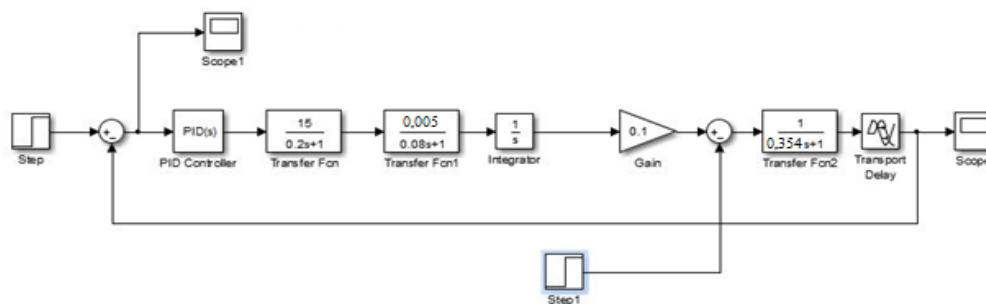 Scope1
+
-
Step
PID(s)
PID Controller
15
0.2s+1
Transfer Fcn
0,005
0.08s+1
Transfer Fcn1
1
s
Integrator
0.1
Gain
+
-
1
0,354s+1
Transfer Fcn2
Transport
Delay
Scope
Step1